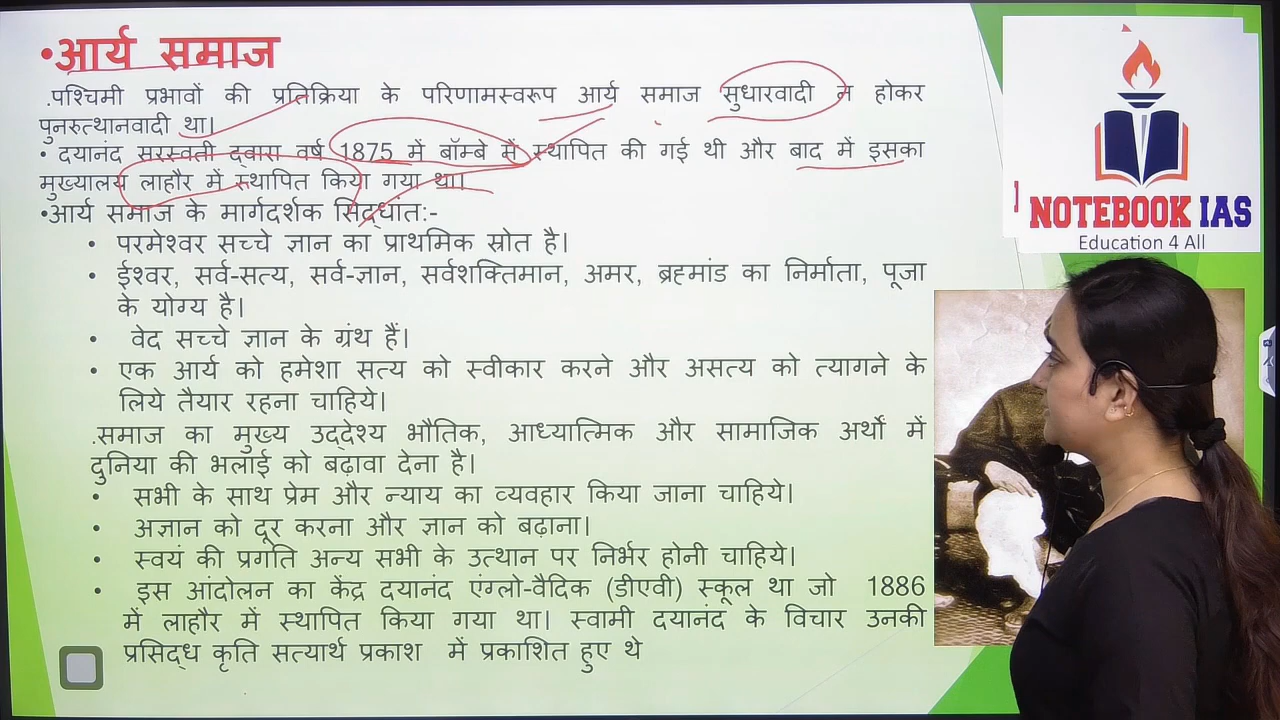 •आर्य समाज
.पश्चिमी प्रभावों की प्रतिक्रिया के परिणामस्वरूप आर्य समाज सुधारवादी न होकर
पुनरुत्थानवादी था।
• दयानंद सरस्वती द्वारा वर्ष 1875 में बॉम्बे में स्थापित की गई थी और बाद में इसका
मुख्यालय लाहौर में स्थापित किया गया था।
•आर्य समाज के मार्गदर्शक सिद्धांत:-
• परमेश्वर सच्चे ज्ञान का प्राथमिक स्रोत है।
• ईश्वर, सर्व-सत्य, सर्व-ज्ञान, सर्वशक्तिमान, अमर, ब्रह्मांड का निर्माता, पूजा
के योग्य है।
• वेद सच्चे ज्ञान के ग्रंथ हैं।
• एक आर्य को हमेशा सत्य को स्वीकार करने और असत्य को त्यागने के
लिये तैयार रहना चाहिये।
.समाज का मुख्य उद्देश्य भौतिक, आध्यात्मिक और सामाजिक अर्थों में
दुनिया की भलाई को बढ़ावा देना है।
• सभी के साथ प्रेम और न्याय का व्यवहार किया जाना चाहिये।
• अज्ञान को दूर करना और ज्ञान को बढ़ाना।
• स्वयं की प्रगति अन्य सभी के उत्थान पर निर्भर होनी चाहिये।
• इस आंदोलन का केंद्र दयानंद एंग्लो-वैदिक (डीएवी) स्कूल था जो 1886
में लाहौर में स्थापित किया गया था। स्वामी दयानंद के विचार उनकी
प्रसिद्ध कृति सत्यार्थ प्रकाश में प्रकाशित हुए थे
NOTEBOOK IAS
Education 4 All